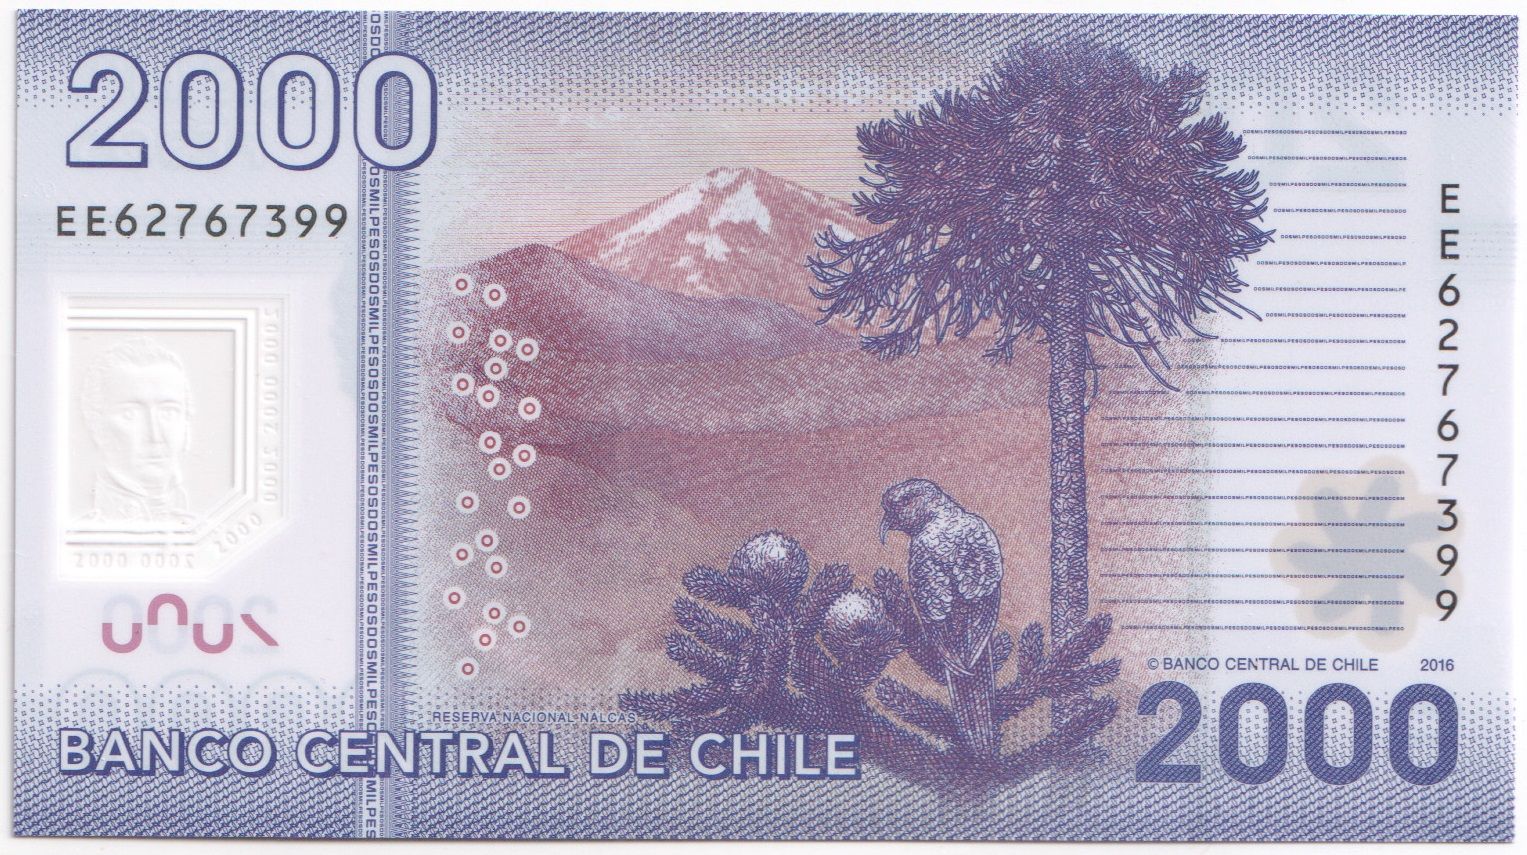 2000
EE62767399
EE62767399
2000 2000 2000
2000
2000 2000
2000
DOSMILPESOSDOSMILPESOSDOSMILPESOSDOSMILPESOS
RESERVA NACIONAL NALCAS
BANCO CENTRAL DE CHILE
© BANCO CENTRAL DE CHILE 2016
2000